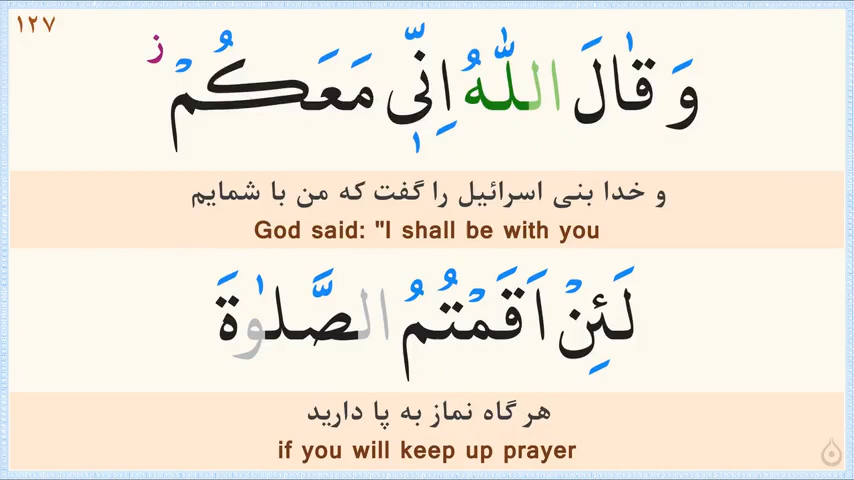 ۱۲۷
وَ قٰالَ اللّٰهُ اِنّٖی مَعَکُمْ ز
و خدا بنی اسرائیل را گفت که من با شمایم
God said: "I shall be with you
لَئِنْ اَقَمْتُمُ الصَّلوٰةَ
هر گاه نماز به پا دارید
if you will keep up prayer